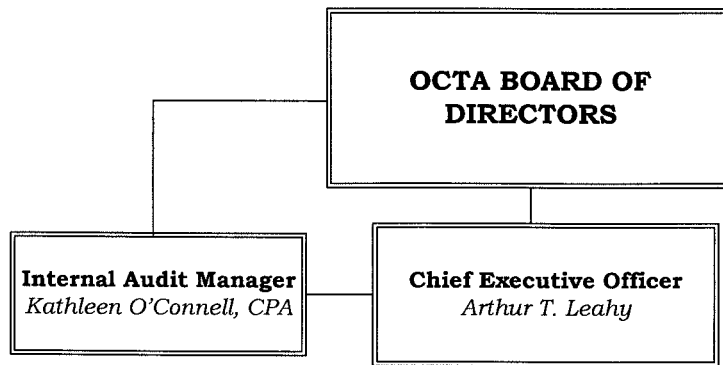 OCTA BOARD OF
DIRECTORS
Internal Audit Manager
Kathleen O'Connell, CPA
Chief Executive Officer
Arthur T. Leahy